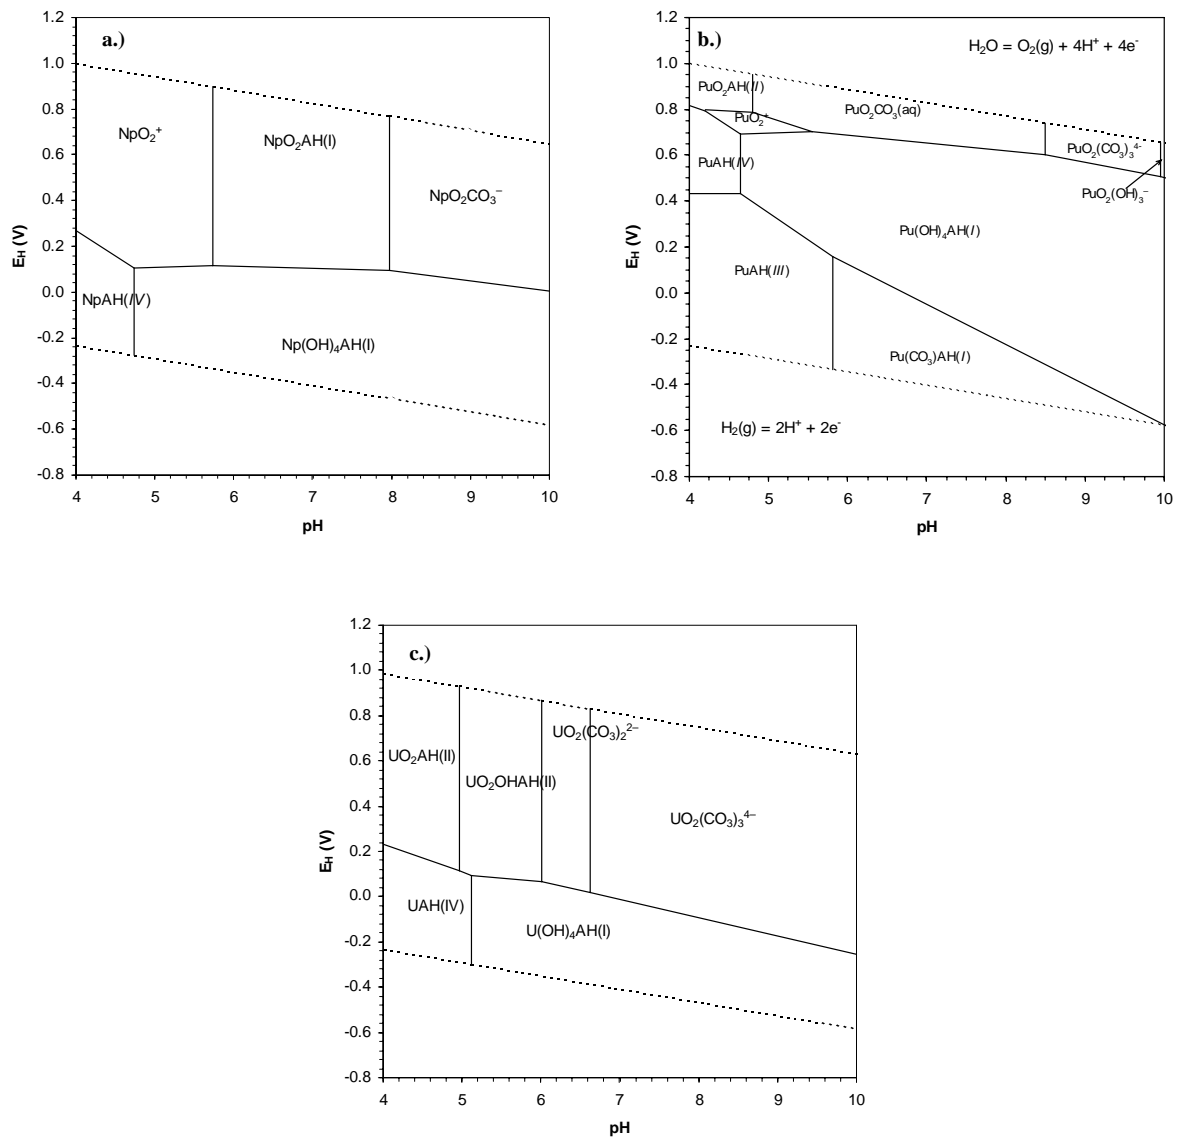 a.)
1.2
1.0
0.8
0.6
0.4
0.2
0.0
-0.2
-0.4
-0.6
-0.8
E_H (V)
NpO₂⁺
NpO₂AH(I)
NpO₂CO₃⁻
NpAH(IV)
Np(OH)₄AH(I)
4 5 6 7 8 9 10
pH
b.)
H₂O = O₂(g) + 4H⁺ + 4e⁻
1.2
1.0
0.8
0.6
0.4
0.2
0.0
-0.2
-0.4
-0.6
-0.8
E_H (V)
PuO₂AH(II)
PuO₂CO₃(aq)
PuO₂⁺
PuO₂(CO₃)₃⁴⁻
PuAH(IV)
PuO₂(OH)₃⁻
Pu(OH)₄AH(I)
PuAH(III)
Pu(CO₃)AH(I)
H₂(g) = 2H⁺ + 2e⁻
4 5 6 7 8 9 10
pH
c.)
1.2
1.0
0.8
0.6
0.4
0.2
0.0
-0.2
-0.4
-0.6
-0.8
E_H (V)
UO₂(CO₃)₂²⁻
UO₂AH(II)
UO₂OHAH(II)
UO₂(CO₃)₃⁴⁻
UAH(IV)
U(OH)₄AH(I)
4 5 6 7 8 9 10
pH